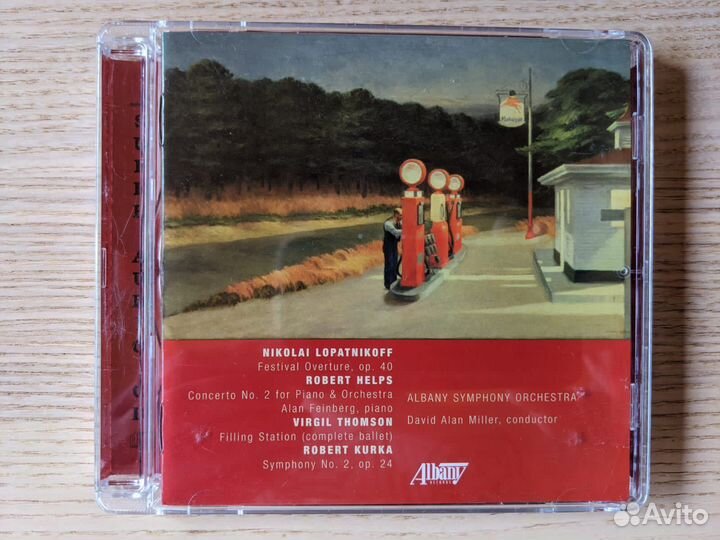 Mobilgas
NIKOLAI LOPATNIKOFF
Festival Overture, op. 40
ROBERT HELPS
Concerto No. 2 for Piano & Orchestra
Alan Feinberg, piano
VIRGIL THOMSON
Filling Station (complete ballet)
ROBERT KURKA
Symphony No. 2, op. 24
ALBANY SYMPHONY ORCHESTRA
David Alan Miller, conductor
Albany
RECORDS
Avito